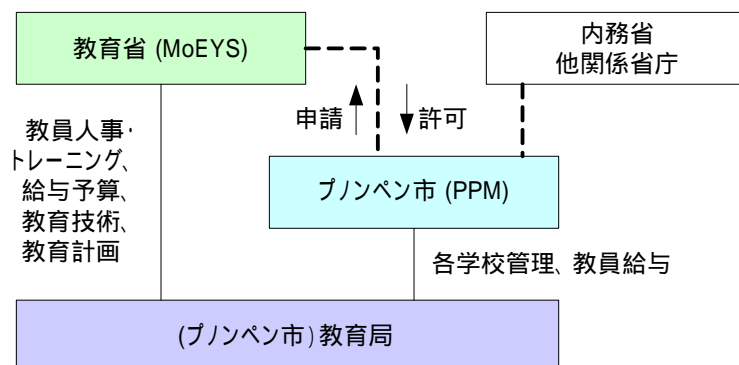 教育省 (MoEYS)
内務省
他関係省庁
申請
許可
教員人事・
トレーニング、
給与予算、
教育技術、
教育計画
プノンペン市 (PPM)
各学校管理、教員給与
(プノンペン市)教育局